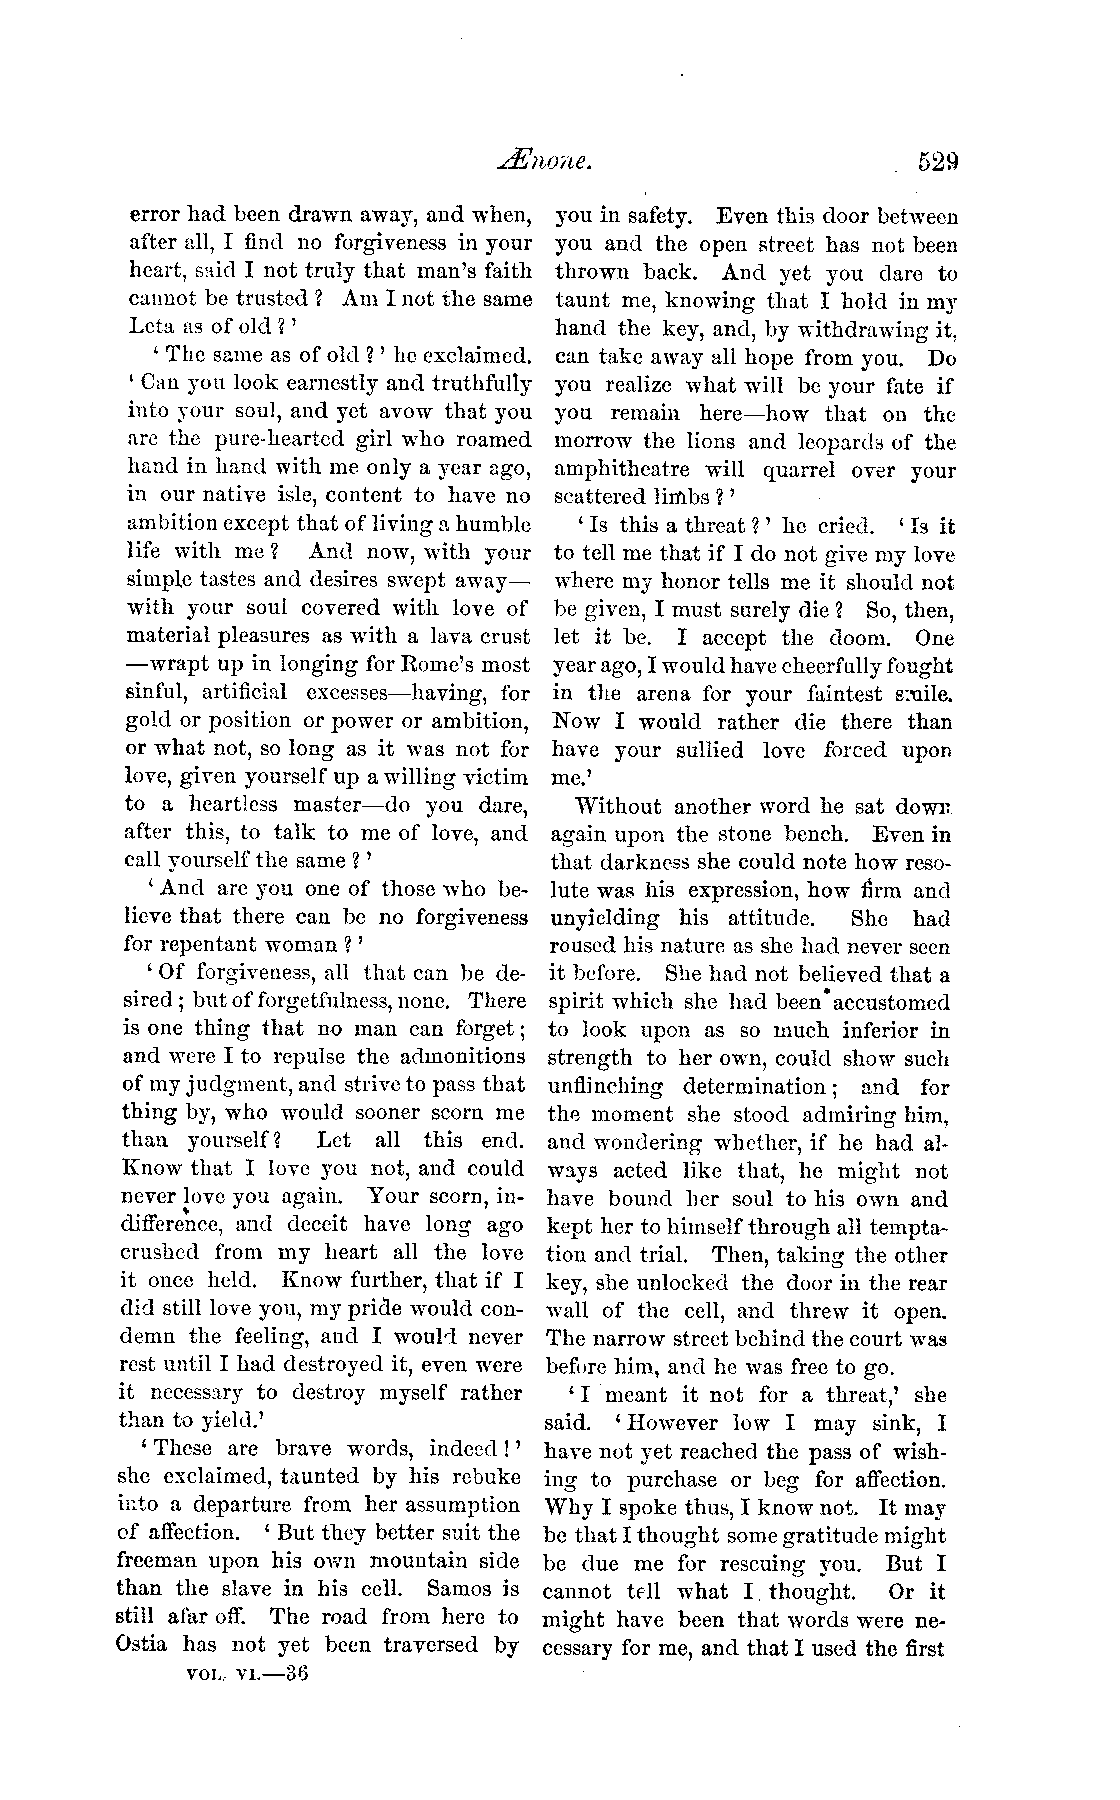 Ænone.
529
error had been drawn away, and when,
after all, I find no forgiveness in your
heart, said I not truly that man's faith
cannot be trusted? Am I not the same
Leta as of old?'
'The same as of old?' he exclaimed.
'Can you look earnestly and truthfully
into your soul, and yet avow that you
are the pure-hearted girl who roamed
hand in hand with me only a year ago,
in our native isle, content to have no
ambition except that of living a humble
life with me? And now, with your
simple tastes and desires swept away—
with your soul covered with love of
material pleasures as with a lava crust
—wrapt up in longing for Rome's most
sinful, artificial excesses—having, for
gold or position or power or ambition,
or what not, so long as it was not for
love, given yourself up a willing victim
to a heartless master—do you dare,
after this, to talk to me of love, and
call yourself the same?'
'And are you one of those who be-
lieve that there can be no forgiveness
for repentant woman?'
'Of forgiveness, all that can be de-
sired; but of forgetfulness, none. There
is one thing that no man can forget;
and were I to repulse the admonitions
of my judgment, and strive to pass that
thing by, who would sooner scorn me
than yourself? Let all this end.
Know that I love you not, and could
never love you again. Your scorn, in-
difference, and deceit have long ago
crushed from my heart all the love
it once held. Know further, that if I
did still love you, my pride would con-
demn the feeling, and I would never
rest until I had destroyed it, even were
it necessary to destroy myself rather
than to yield.'
'These are brave words, indeed!'
she exclaimed, taunted by his rebuke
into a departure from her assumption
of affection. 'But they better suit the
freeman upon his own mountain side
than the slave in his cell. Samos is
still afar off. The road from here to
Ostia has not yet been traversed by
VOL. VI.—36
you in safety. Even this door between
you and the open street has not been
thrown back. And yet you dare to
taunt me, knowing that I hold in my
hand the key, and, by withdrawing it,
can take away all hope from you. Do
you realize what will be your fate if
you remain here—how that on the
morrow the lions and leopards of the
amphitheatre will quarrel over your
scattered limbs?'
'Is this a threat?' he cried. 'Is it
to tell me that if I do not give my love
where my honor tells me it should not
be given, I must surely die? So, then,
let it be. I accept the doom. One
year ago, I would have cheerfully fought
in the arena for your faintest smile.
Now I would rather die there than
have your sullied love forced upon
me.'
Without another word he sat down
again upon the stone bench. Even in
that darkness she could note how reso-
lute was his expression, how firm and
unyielding his attitude. She had
roused his nature as she had never seen
it before. She had not believed that a
spirit which she had been accustomed
to look upon as so much inferior in
strength to her own, could show such
unflinching determination; and for
the moment she stood admiring him,
and wondering whether, if he had al-
ways acted like that, he might not
have bound her soul to his own and
kept her to himself through all tempta-
tion and trial. Then, taking the other
key, she unlocked the door in the rear
wall of the cell, and threw it open.
The narrow street behind the court was
before him, and he was free to go.
'I meant it not for a threat,' she
said. 'However low I may sink, I
have not yet reached the pass of wish-
ing to purchase or beg for affection.
Why I spoke thus, I know not. It may
be that I thought some gratitude might
be due me for rescuing you. But I
cannot tell what I thought. Or it
might have been that words were ne-
cessary for me, and that I used the first